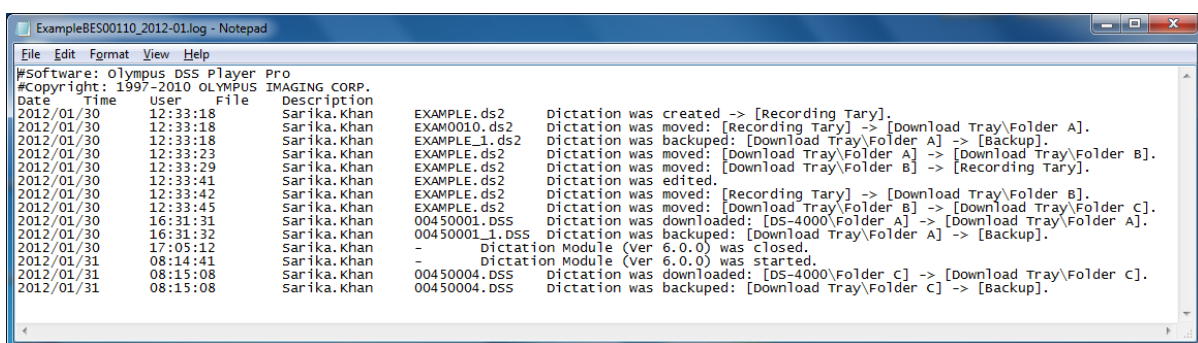 ExampleBES00110_2012-01.log - Notepad
File Edit Format View Help
#Software: Olympus DSS Player Pro
#Copyright: 1997-2010 OLYMPUS IMAGING CORP.
Date Time User File Description
2012/01/30 12:33:18 Sarika.Khan EXAMPLE.ds2 Dictation was created -> [Recording Tary].
2012/01/30 12:33:18 Sarika.Khan EXAM0010.ds2 Dictation was moved: [Recording Tary] -> [Download Tray\Folder A].
2012/01/30 12:33:18 Sarika.Khan EXAMPLE_1.ds2 Dictation was backuped: [Download Tray\Folder A] -> [Backup].
2012/01/30 12:33:23 Sarika.Khan EXAMPLE.ds2 Dictation was moved: [Download Tray\Folder A] -> [Download Tray\Folder B].
2012/01/30 12:33:29 Sarika.Khan EXAMPLE.ds2 Dictation was moved: [Download Tray\Folder B] -> [Recording Tary].
2012/01/30 12:33:41 Sarika.Khan EXAMPLE.ds2 Dictation was edited.
2012/01/30 12:33:42 Sarika.Khan EXAMPLE.ds2 Dictation was moved: [Recording Tary] -> [Download Tray\Folder B].
2012/01/30 12:33:45 Sarika.Khan EXAMPLE.ds2 Dictation was moved: [Download Tray\Folder B] -> [Download Tray\Folder C].
2012/01/30 16:31:31 Sarika.Khan 00450001.DSS Dictation was downloaded: [DS-4000\Folder A] -> [Download Tray\Folder A].
2012/01/30 16:31:32 Sarika.Khan 00450001_1.DSS Dictation was backuped: [Download Tray\Folder A] -> [Backup].
2012/01/30 17:05:12 Sarika.Khan - Dictation Module (Ver 6.0.0) was closed.
2012/01/31 08:14:41 Sarika.Khan - Dictation Module (Ver 6.0.0) was started.
2012/01/31 08:15:08 Sarika.Khan 00450004.DSS Dictation was downloaded: [DS-4000\Folder C] -> [Download Tray\Folder C].
2012/01/31 08:15:08 Sarika.Khan 00450004.DSS Dictation was backuped: [Download Tray\Folder C] -> [Backup].